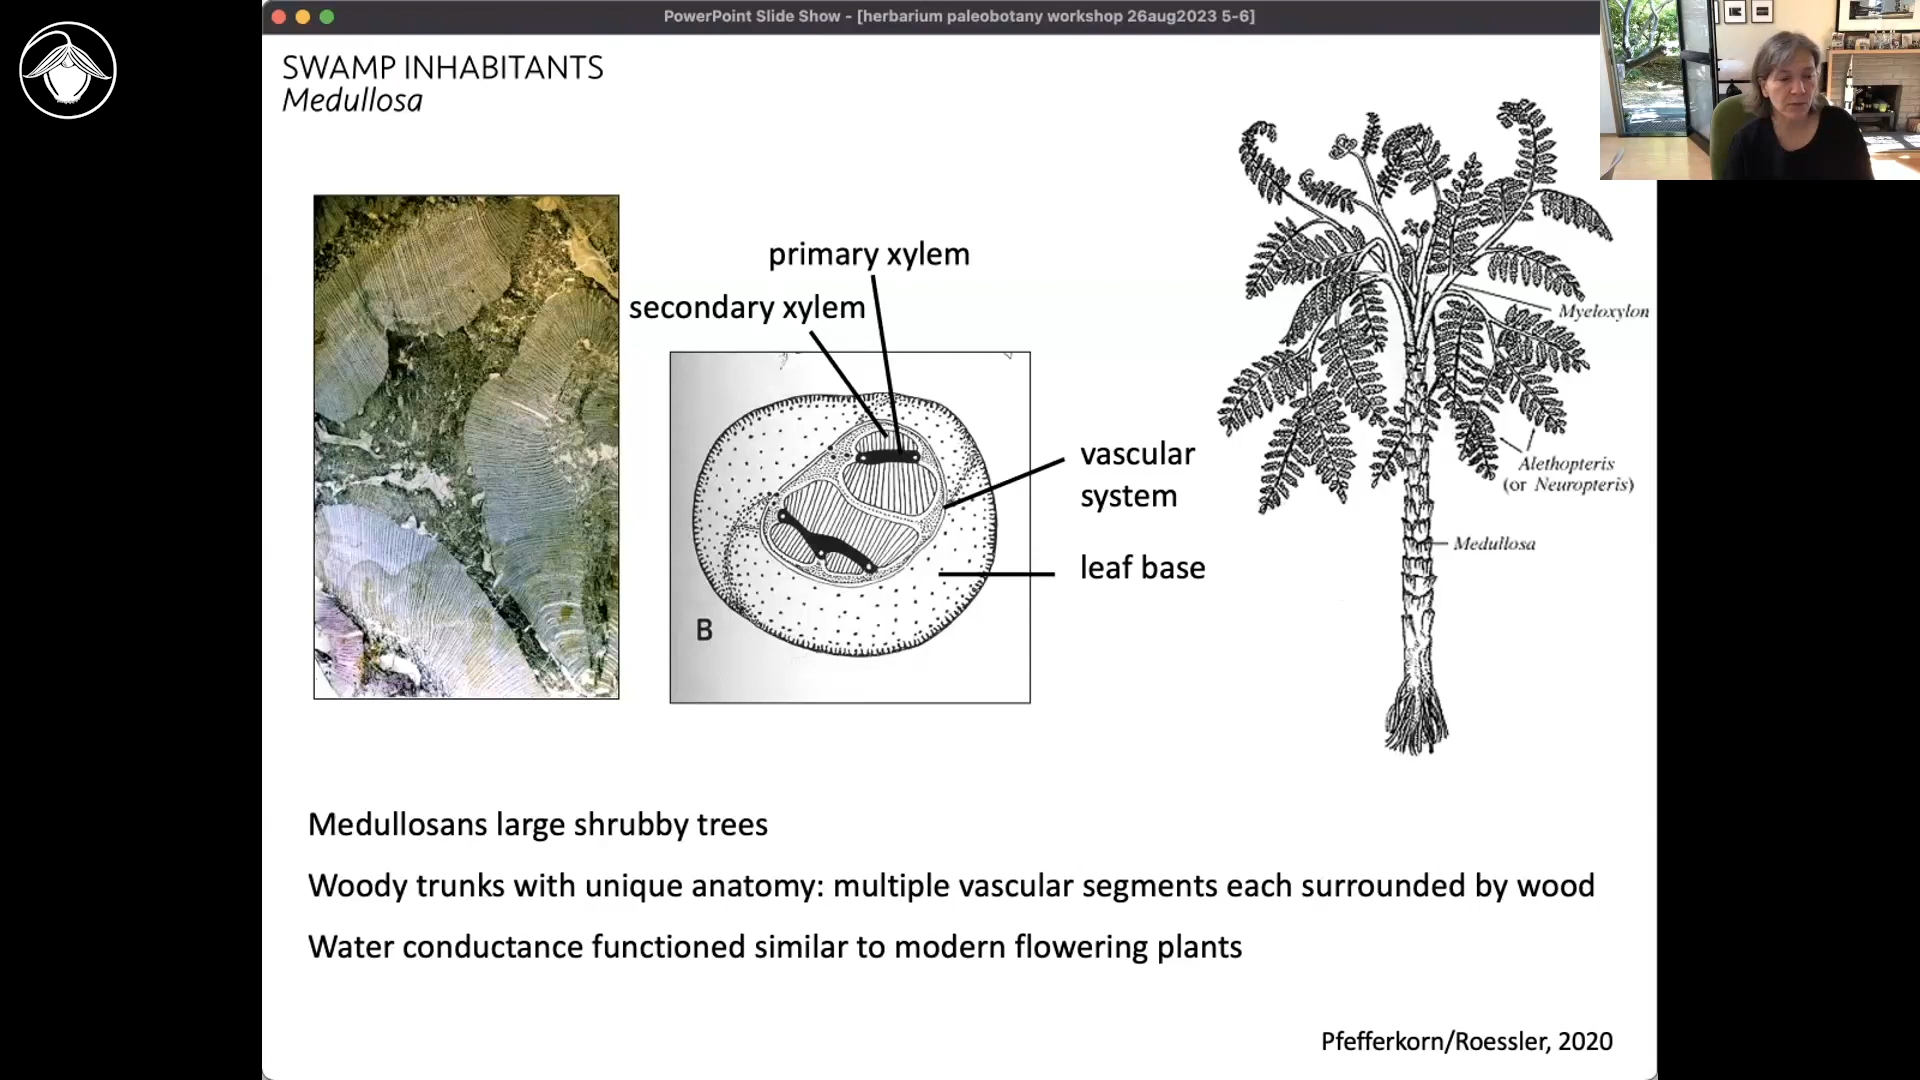 PowerPoint Slide Show - [herbarium paleobotany workshop 26aug2023 5-6]
SWAMP INHABITANTS
Medullosa
primary xylem
secondary xylem
vascular
system
leaf base
B
Myeloxylon
Alethopteris
(or Neuropteris)
Medullosa
Medullosans large shrubby trees
Woody trunks with unique anatomy: multiple vascular segments each surrounded by wood
Water conductance functioned similar to modern flowering plants
Pfefferkorn/Roessler, 2020